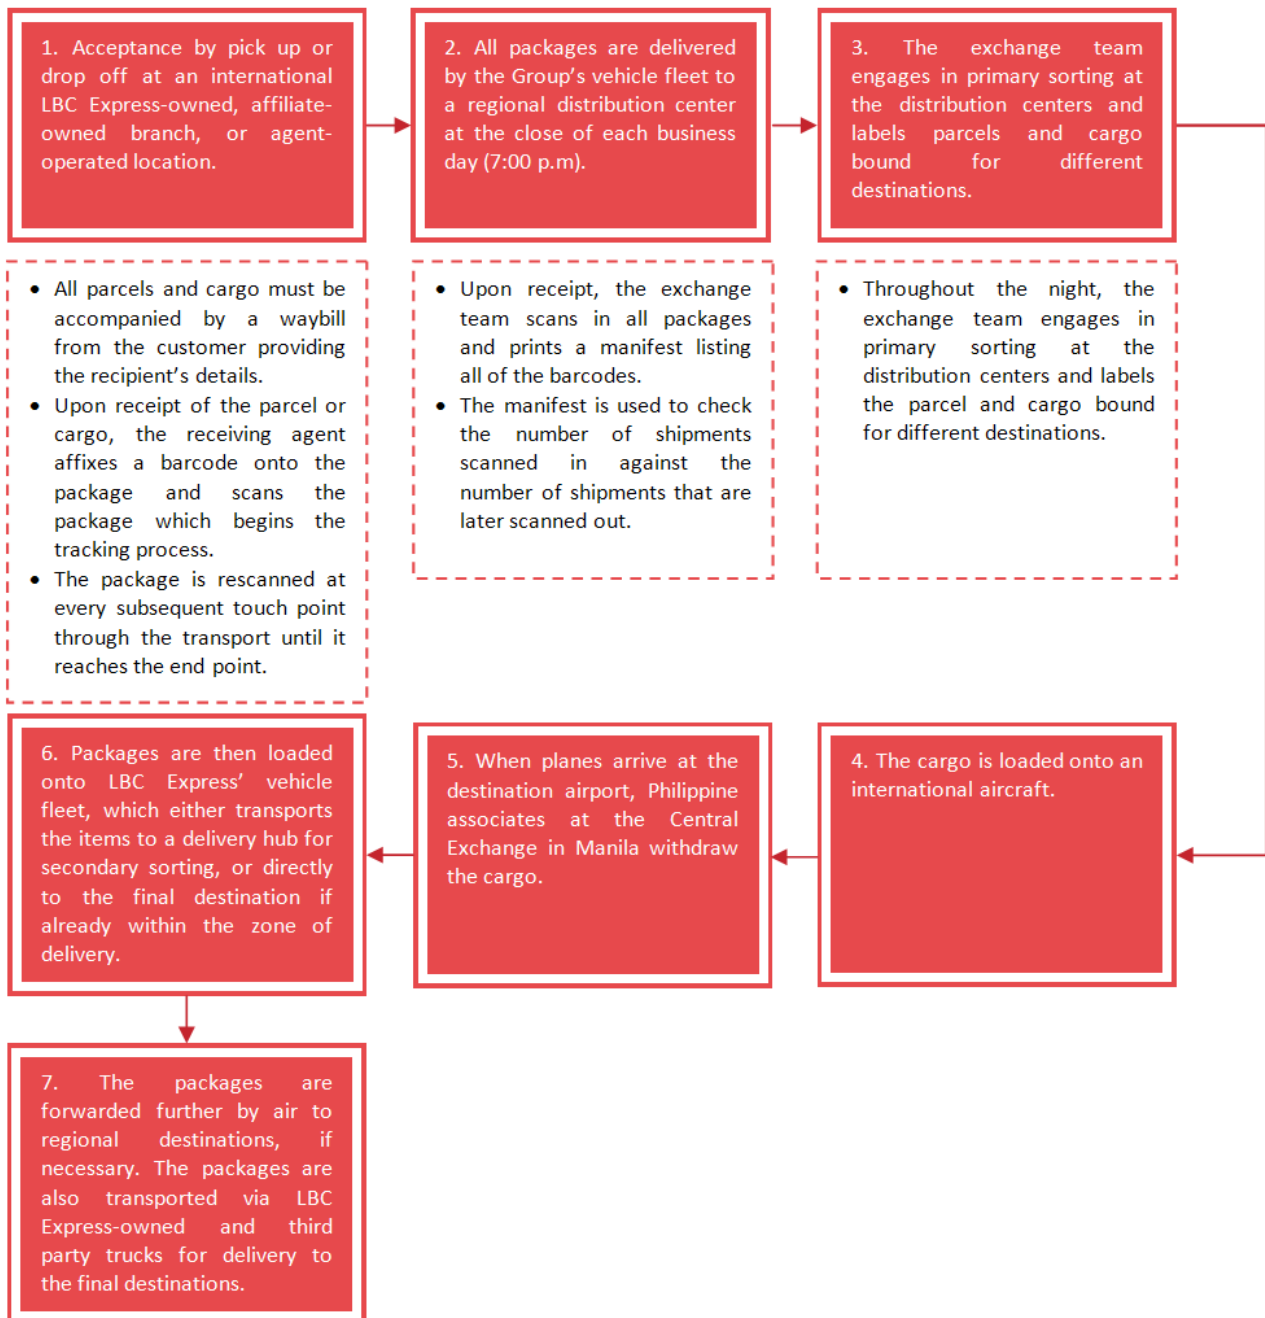 1. Acceptance by pick up or
drop off at an international
LBC Express-owned, affiliate-
owned branch, or agent-
operated location.
2. All packages are delivered
by the Group’s vehicle fleet to
a regional distribution center
at the close of each business
day (7:00 p.m).
3. The exchange team
engages in primary sorting at
the distribution centers and
labels parcels and cargo
bound for different
destinations.
• All parcels and cargo must be
accompanied by a waybill
from the customer providing
the recipient’s details.
• Upon receipt of the parcel or
cargo, the receiving agent
affixes a barcode onto the
package and scans the
package which begins the
tracking process.
• The package is rescanned at
every subsequent touch point
through the transport until it
reaches the end point.
• Upon receipt, the exchange
team scans in all packages
and prints a manifest listing
all of the barcodes.
• The manifest is used to check
the number of shipments
scanned in against the
number of shipments that are
later scanned out.
• Throughout the night, the
exchange team engages in
primary sorting at the
distribution centers and labels
the parcel and cargo bound
for different destinations.
4. The cargo is loaded onto an
international aircraft.
5. When planes arrive at the
destination airport, Philippine
associates at the Central
Exchange in Manila withdraw
the cargo.
6. Packages are then loaded
onto LBC Express’ vehicle
fleet, which either transports
the items to a delivery hub for
secondary sorting, or directly
to the final destination if
already within the zone of
delivery.
7. The packages are
forwarded further by air to
regional destinations, if
necessary. The packages are
also transported via LBC
Express-owned and third
party trucks for delivery to
the final destinations.